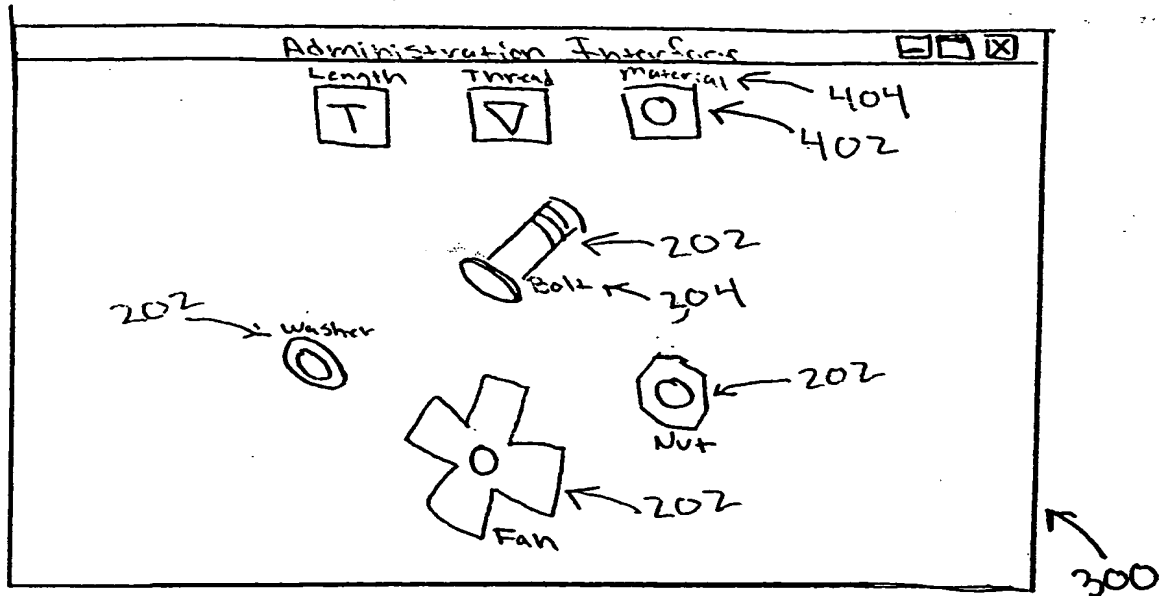 Administration Interface
Length Thread Material 404
T 402
202
Bolt 204
202 Washer
202
Nut
202
Fan
300